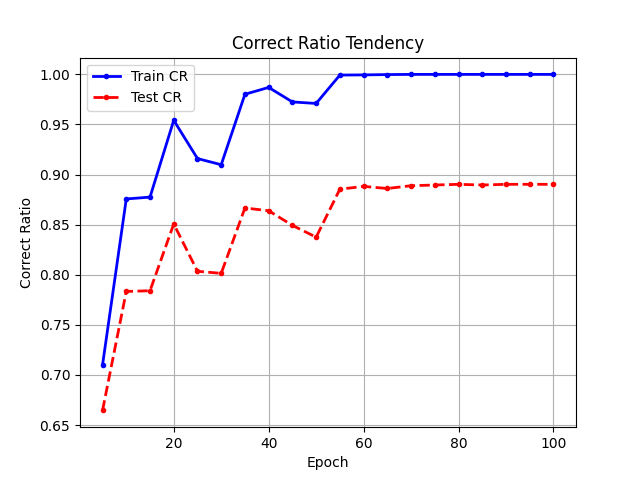 Correct Ratio Tendency
Train CR
Test CR
1.00
0.95
0.90
0.85
0.80
0.75
0.70
0.65
Correct Ratio
20 40 60 80 100
Epoch